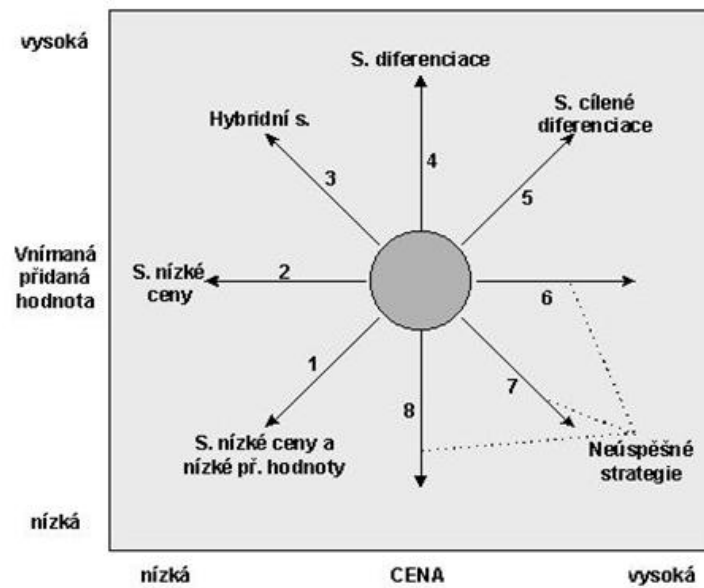 vysoká
S. diferenciace
Hybridní s.
S. cílené
diferenciace
3
4
5
Vnímaná
přidaná
hodnota
S. nízké
ceny
2
6
1
8
7
S. nízké ceny a
nízké př. hodnoty
Neúspěšné
strategie
nízká
nízká
CENA
vysoká